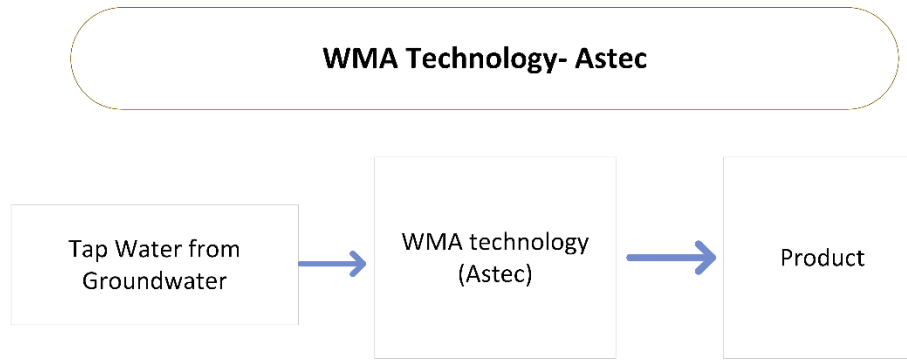 WMA Technology- Astec
Tap Water from
Groundwater
WMA technology
(Astec)
Product